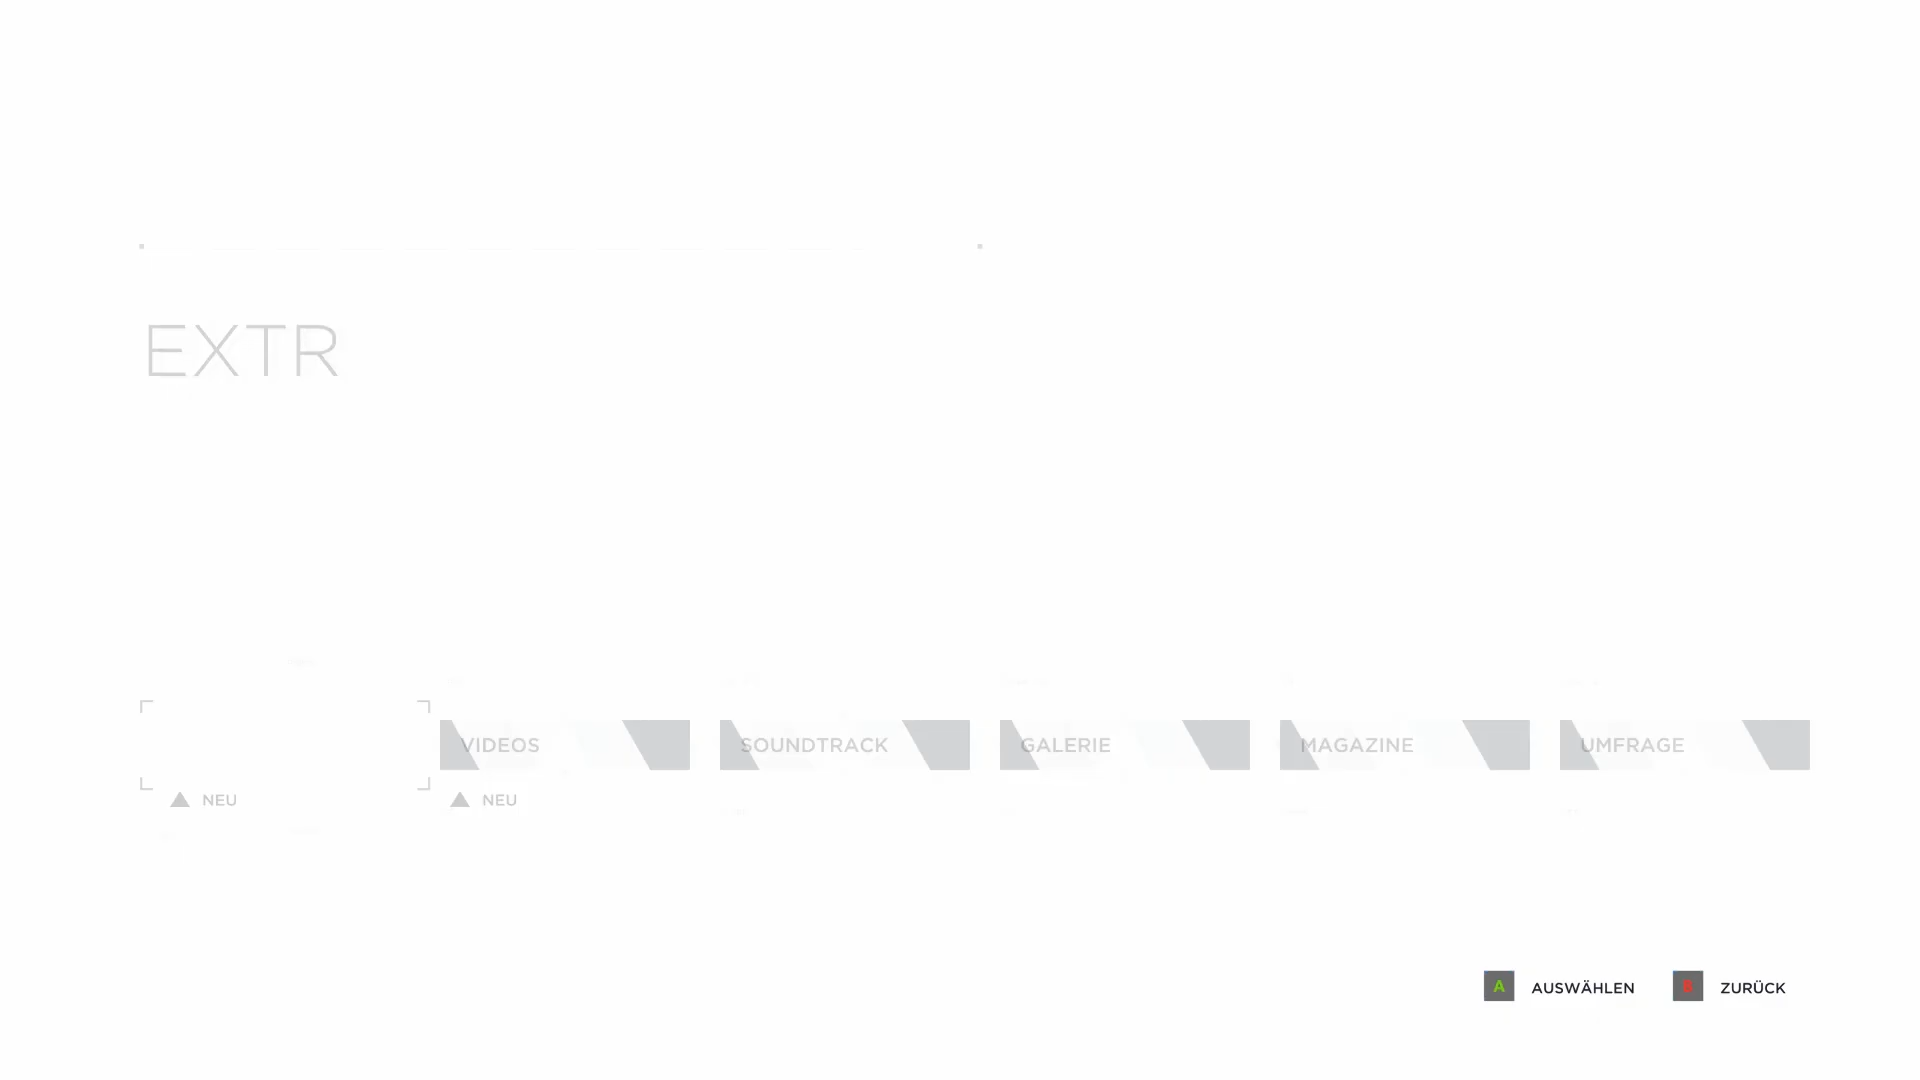 EXTR
VIDEOS
SOUNDTRACK
GALERIE
MAGAZINE
UMFRAGE
NEU
NEU
A AUSWÄHLEN
B ZURÜCK